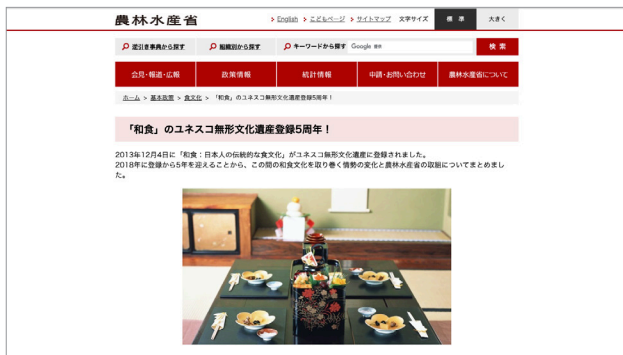 農林水産省
English こどもページ サイトマップ 文字サイズ 標準 大きく
逆引き事典から探す 組織別から探す キーワードから探す Google 検索 検索
会見・報道・広報 政策情報 統計情報 申請・お問い合わせ 農林水産省について
ホーム > 基本政策 > 食文化 > 「和食」のユネスコ無形文化遺産登録5周年！
「和食」のユネスコ無形文化遺産登録5周年！
2013年12月4日に「和食；日本人の伝統的な食文化」がユネスコ無形文化遺産に登録されました。
2018年に登録から5年を迎えることから、この間の和食文化を取り巻く情勢の変化と農林水産省の取組についてまとめまし
た。